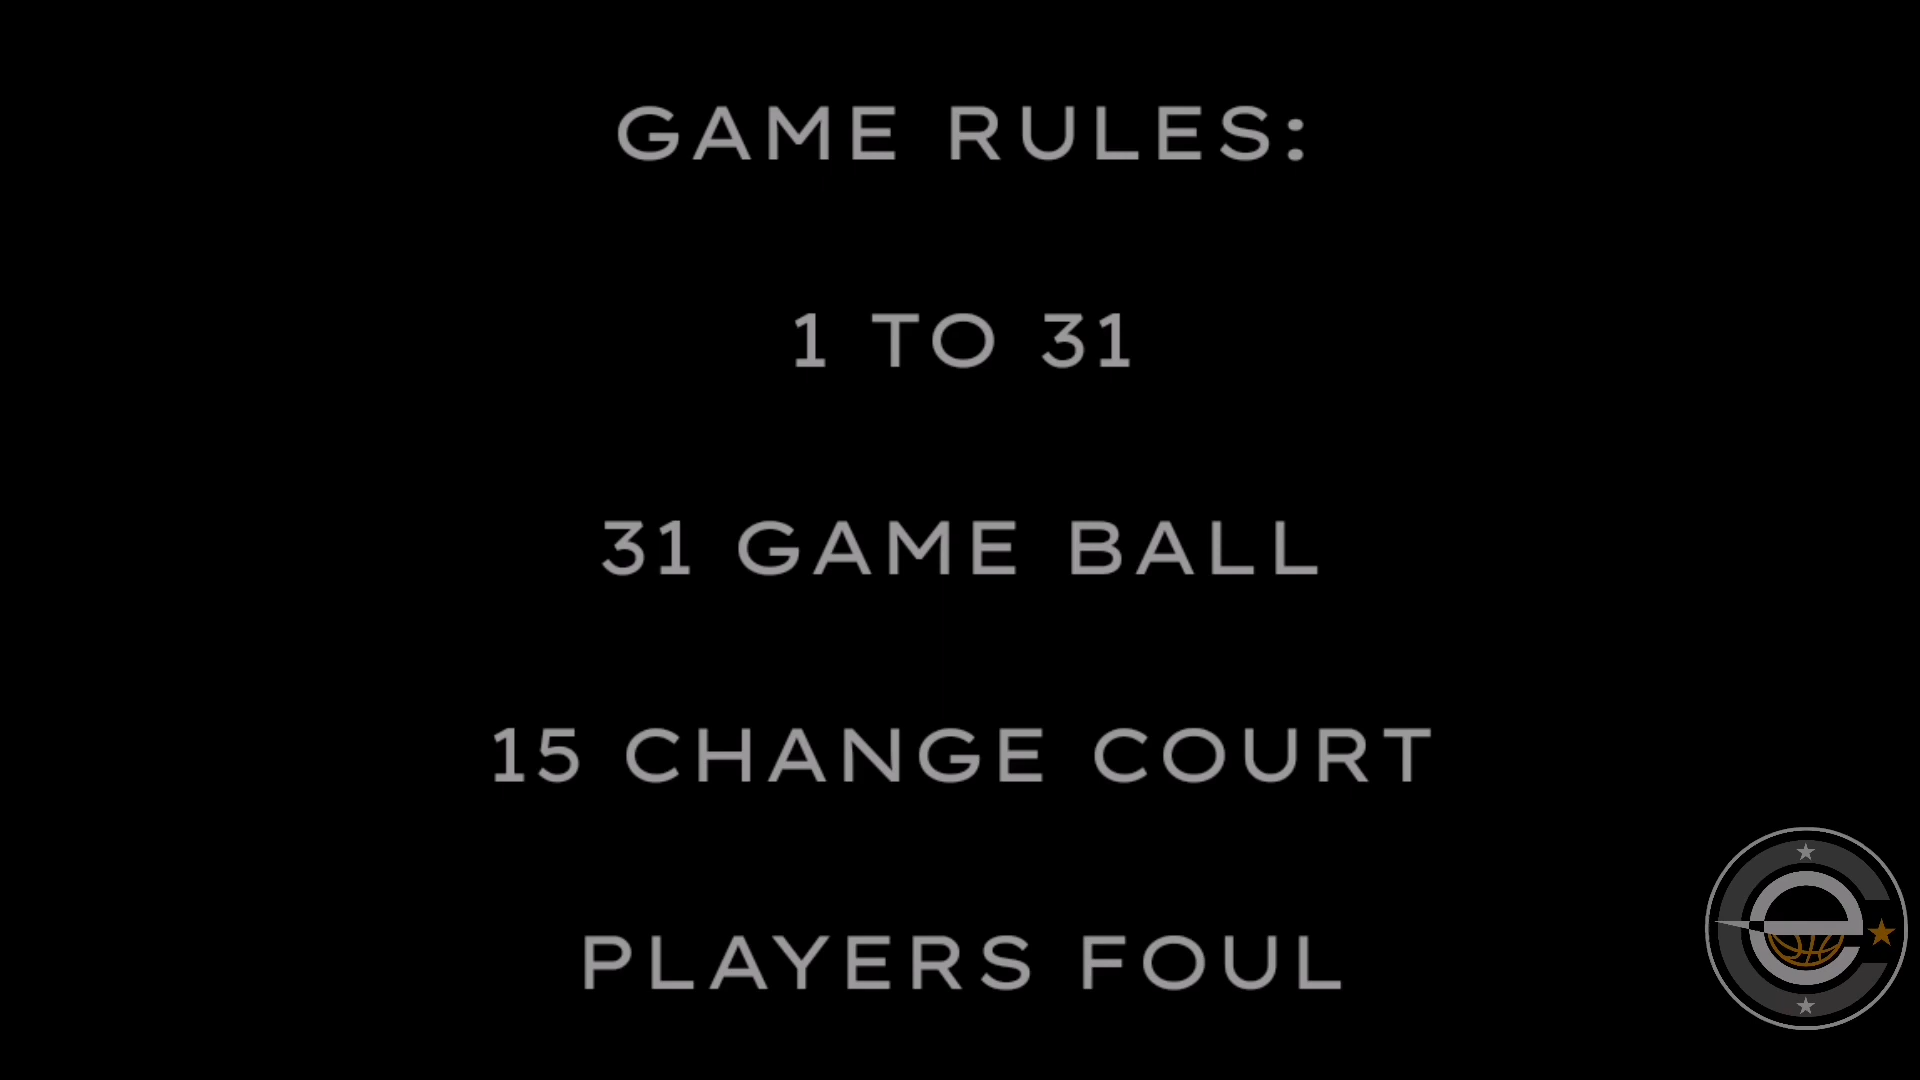 GAME RULES:
1 TO 31
31 GAME BALL
15 CHANGE COURT
PLAYERS FOUL